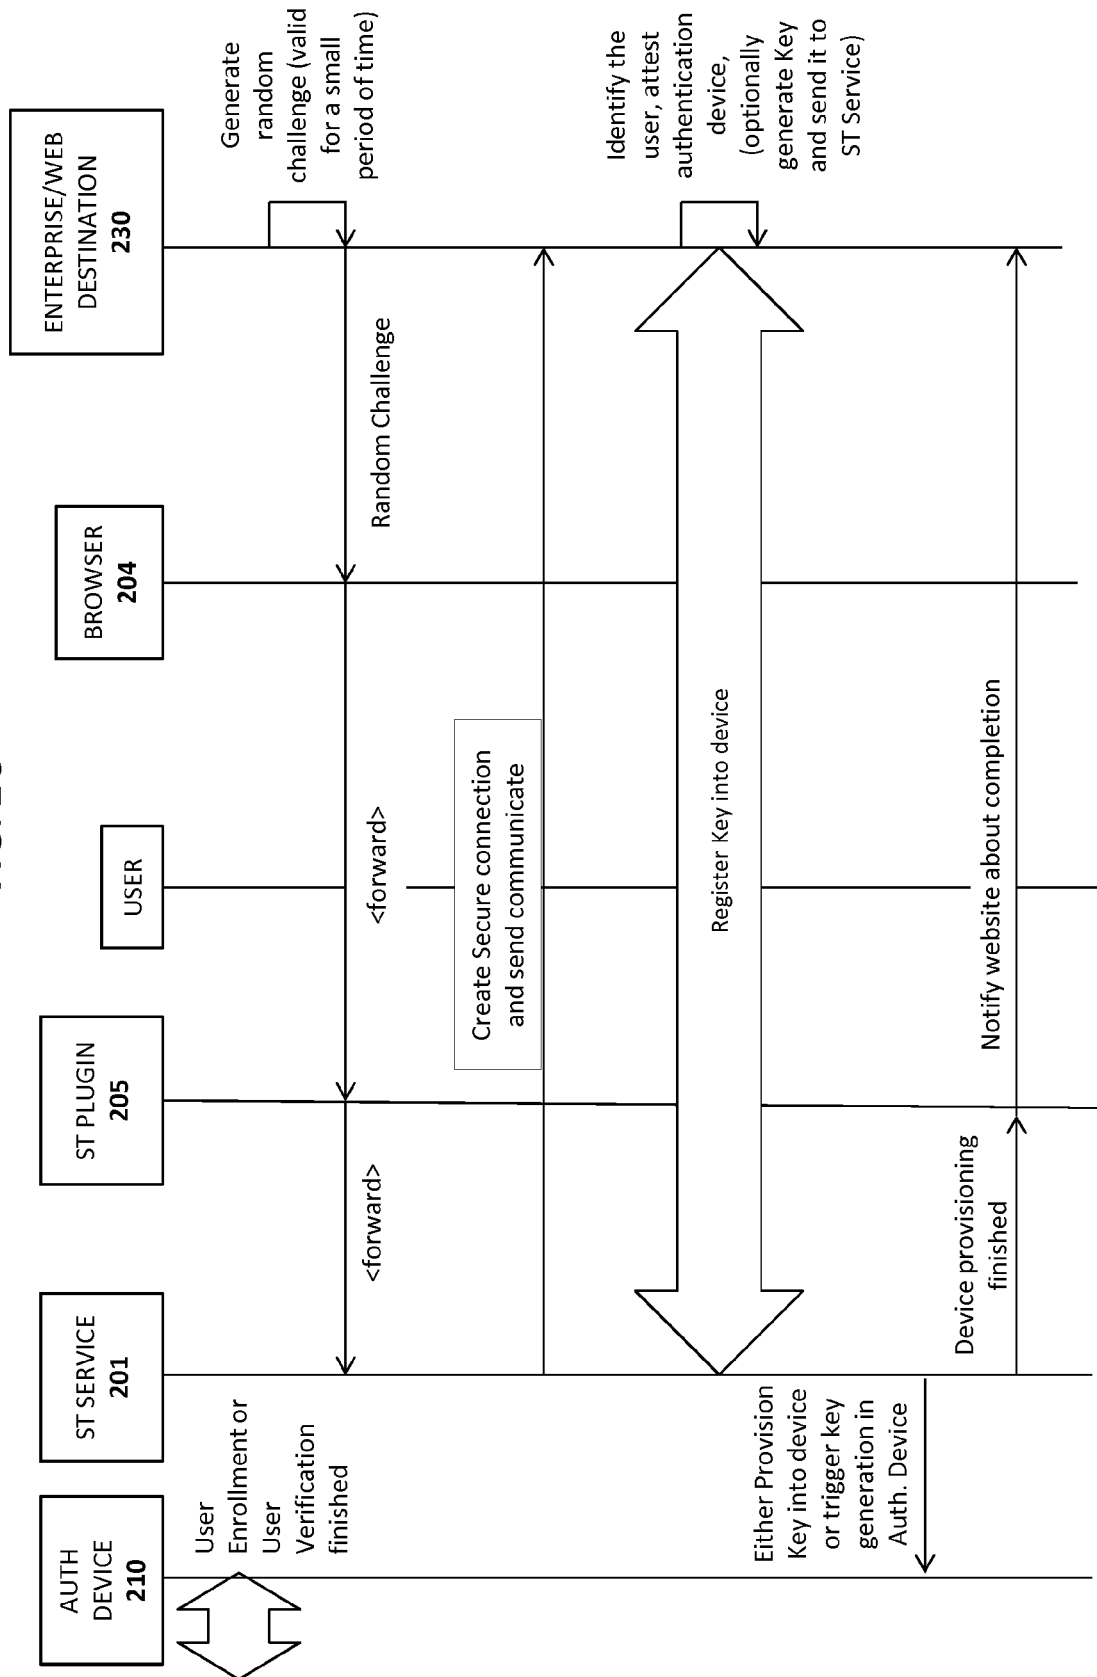 AUTH
DEVICE
210
ST SERVICE
201
ST PLUGIN
205
USER
BROWSER
204
ENTERPRISE/WEB
DESTINATION
230
User
Enrollment or
User
Verification
finished
Generate
random
challenge (valid
for a small
period of time)
<forward>
<forward>
Random Challenge
Create Secure connection
and send communicate
Identify the
user, attest
authentication
device,
(optionally
generate Key
and send it to
ST Service)
Register Key into device
Either Provision
Key into device
or trigger key
generation in
Auth. Device
Device provisioning
finished
Notify website about completion